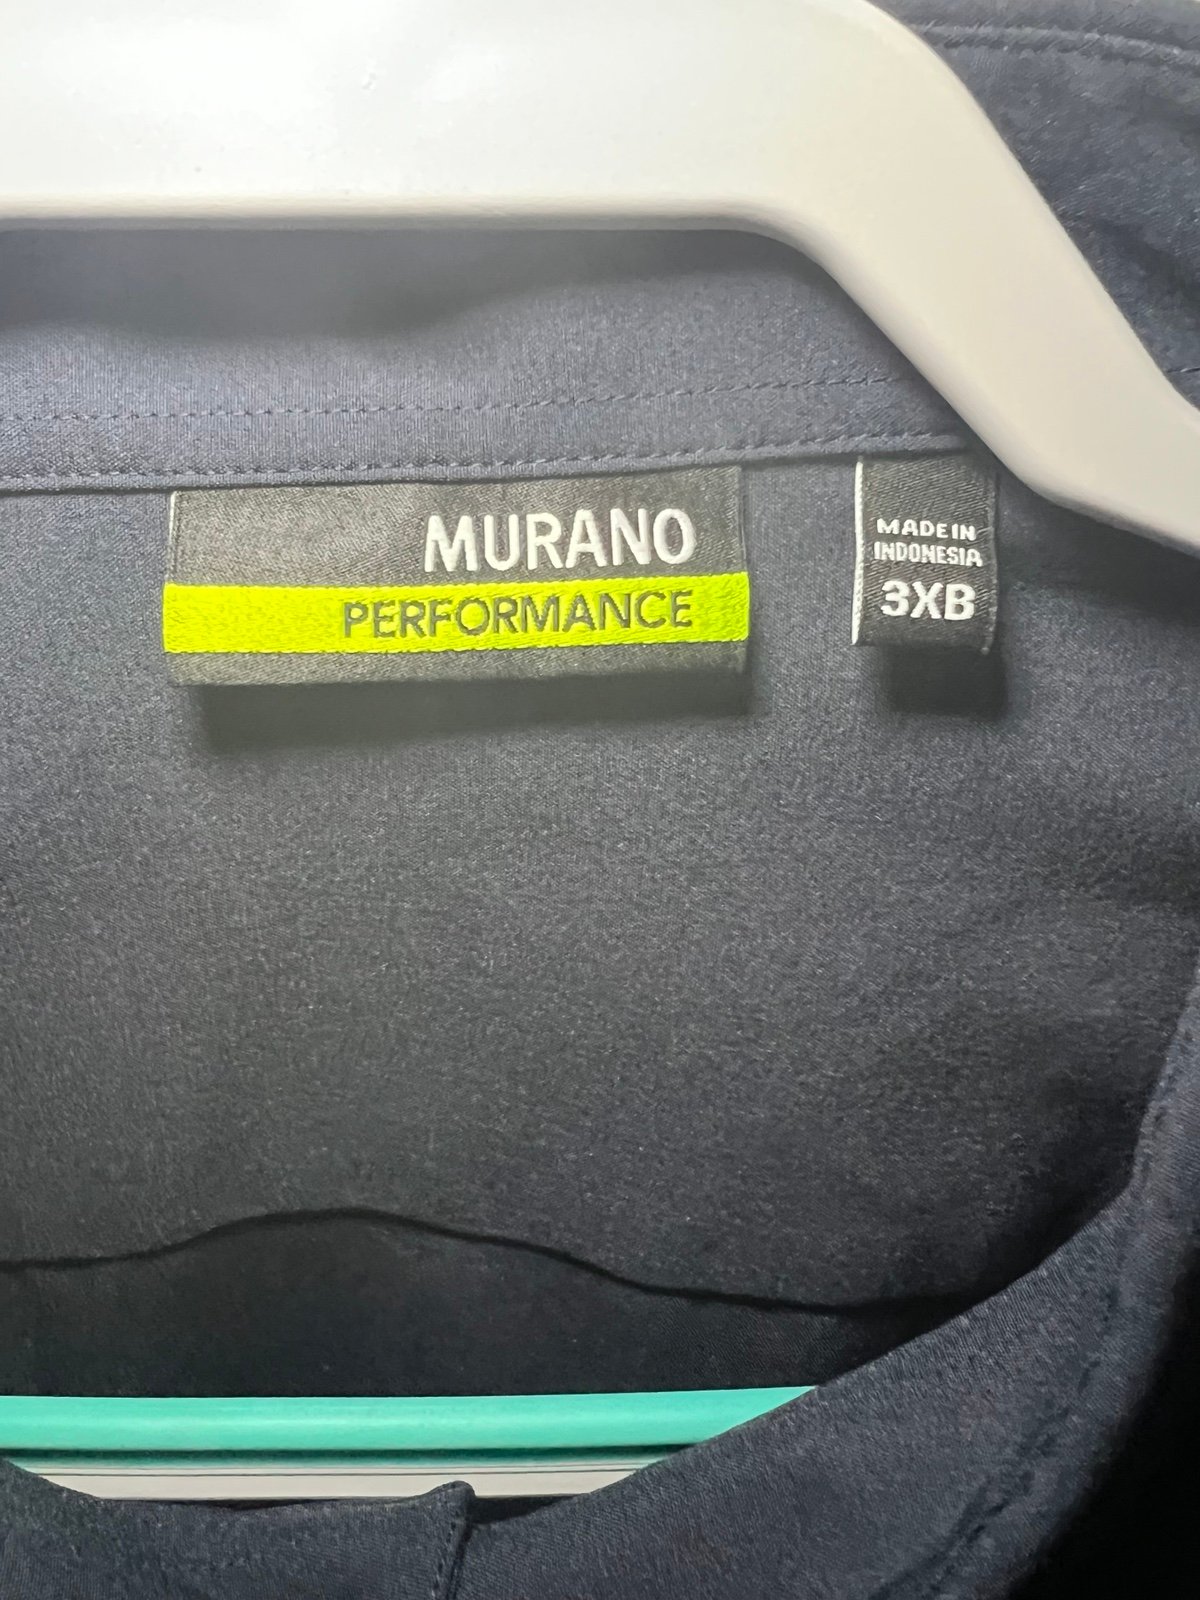 MURANO
PERFORMANCE
MADE IN
INDONESIA
3XB